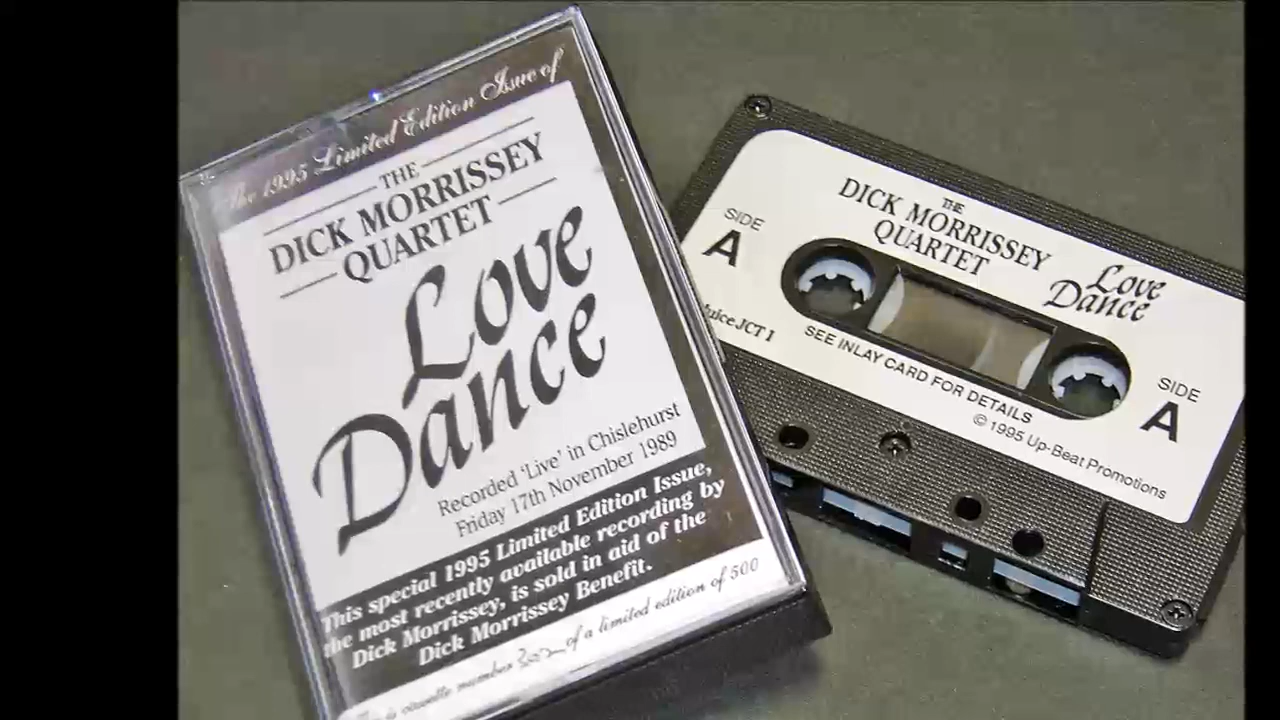 The 1995 Limited Edition Issue of
THE
DICK MORRISSEY
QUARTET
Love
Dance
Recorded 'Live' in Chislehurst
Friday 17th November 1989
This special 1995 Limited Edition Issue,
the most recently available recording by
Dick Morrissey, is sold in aid of the
Dick Morrissey Benefit.
cassette number of a limited edition of 500
SIDE
A
THE
DICK MORRISSEY
QUARTET
Love
Dance
JCT 1
SEE INLAY CARD FOR DETAILS
© 1995 Up-Beat Promotions
SIDE
A